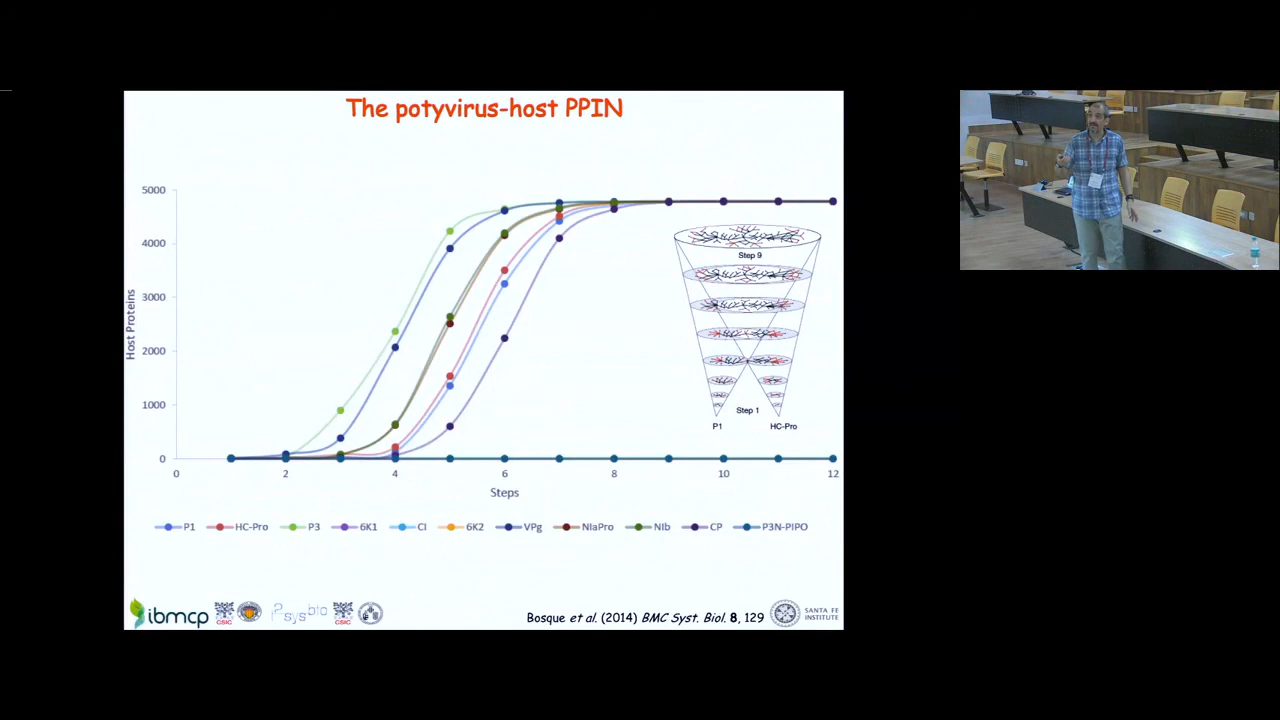 The potyvirus-host PPIN
5000
4000
3000
2000
1000
0
Host Proteins
0 2 4 6 8 10 12
Steps
Step 9
Step 1
P1 HC-Pro
P1 HC-Pro P3 6K1 CI 6K2 VPg NIaPro NIb CP P3N-PIPO
ibmcp CSIC i2sysbio CSIC
Bosque et al. (2014) BMC Syst. Biol. 8, 129
SANTA FE
INSTITUTE